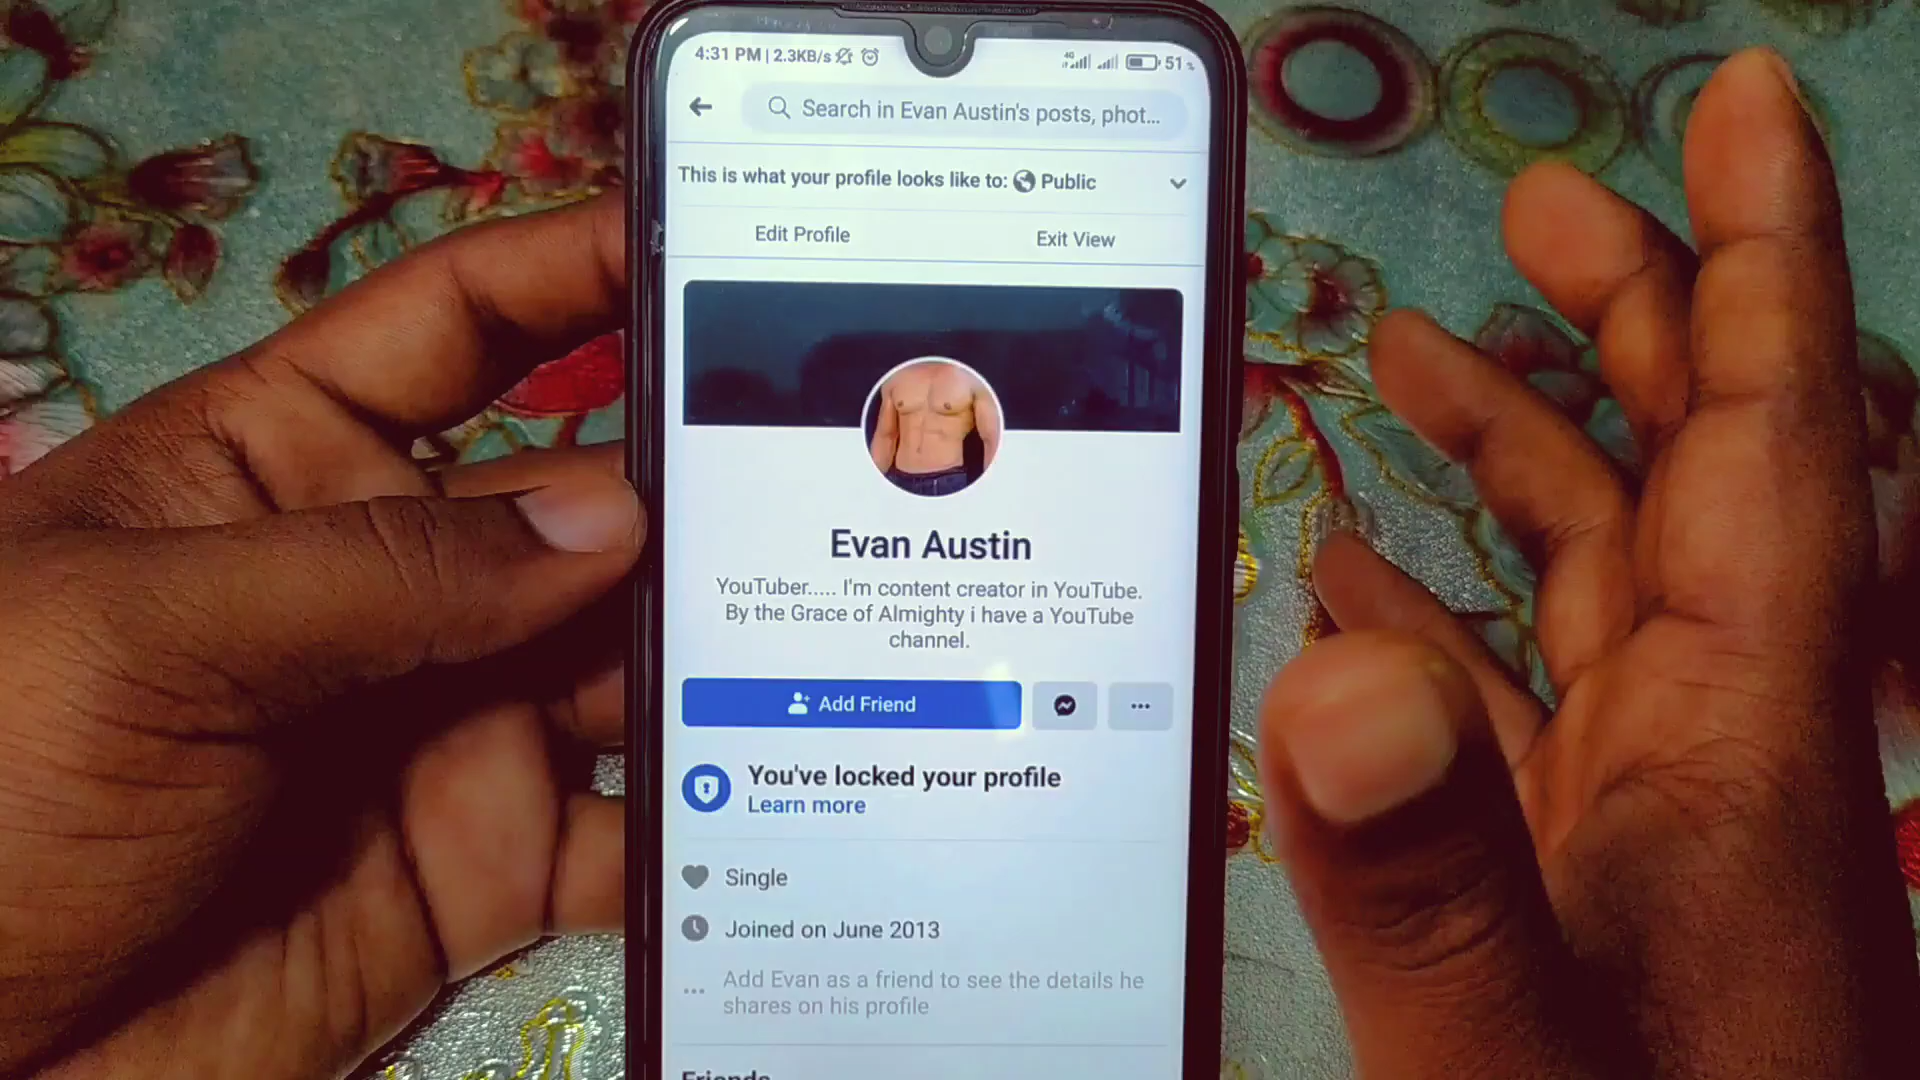 4:31 PM | 2.3KB/s
4G
51
Search in Evan Austin's posts, phot...
This is what your profile looks like to: Public
Edit Profile
Exit View
Evan Austin
YouTuber..... I'm content creator in YouTube.
By the Grace of Almighty i have a YouTube
channel.
Add Friend
You've locked your profile
Learn more
Single
Joined on June 2013
Add Evan as a friend to see the details he
shares on his profile
Friends